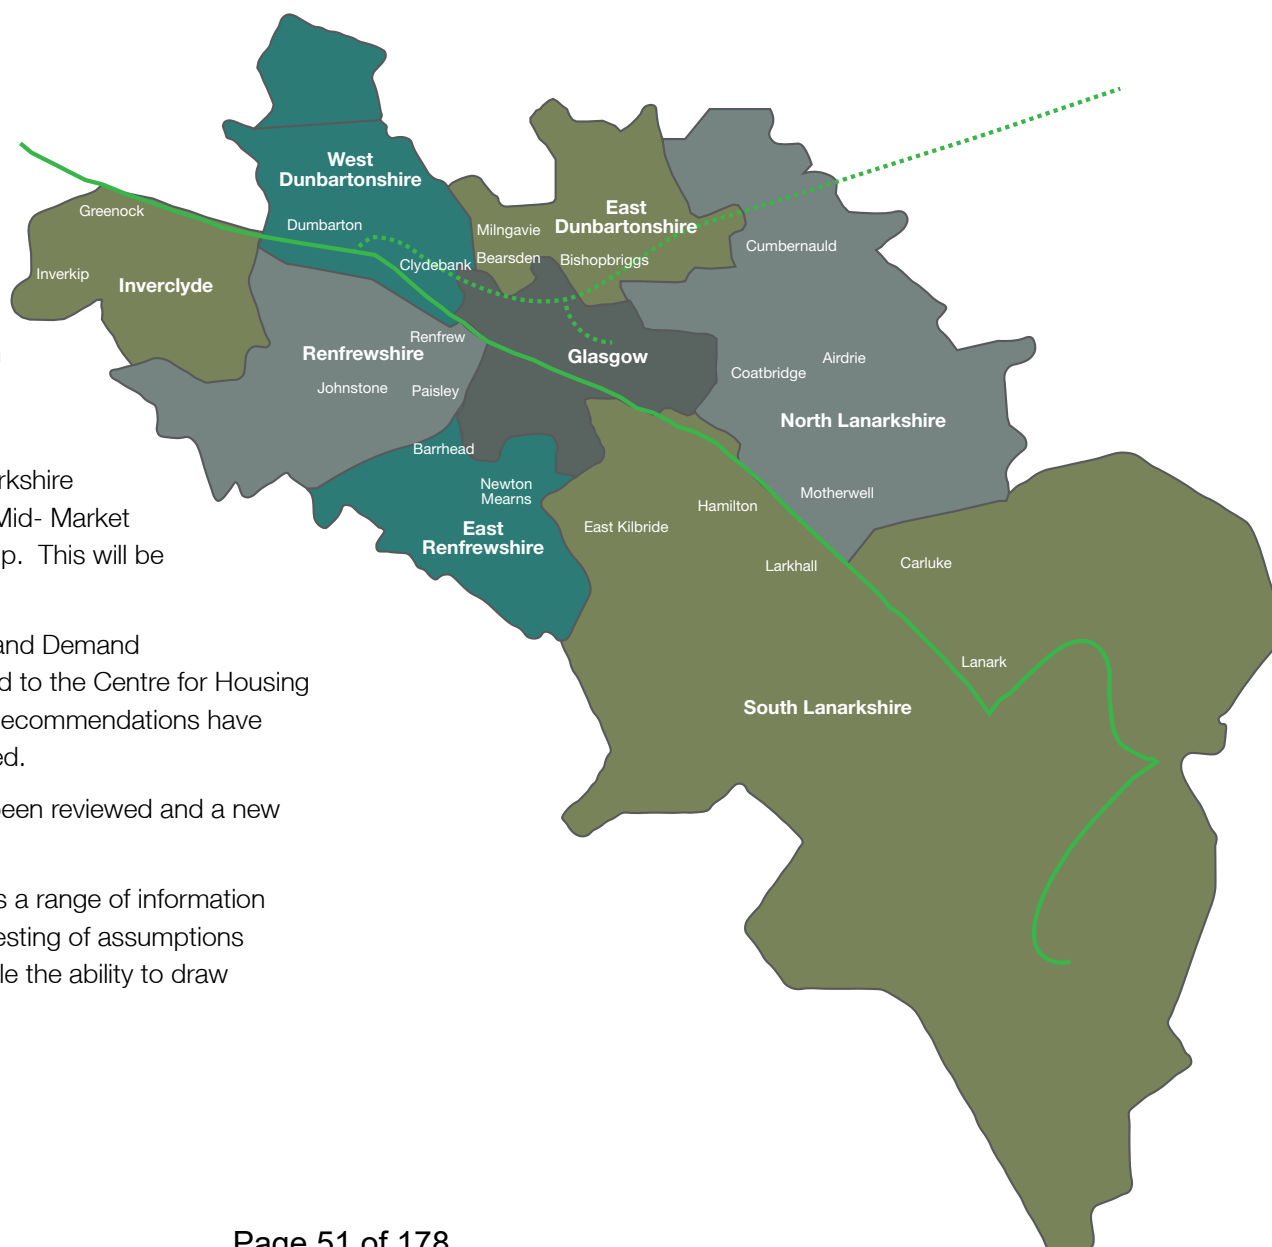 West
Dunbartonshire
Dumbarton
Clydebank
Greenock
Inverkip
Inverclyde
Milngavie
Bearsden
East
Dunbartonshire
Bishopbriggs
Cumbernauld
Renfrew
Renfrewshire
Johnstone
Paisley
Glasgow
Airdrie
Coatbridge
North Lanarkshire
Motherwell
Barrhead
Newton
Mearns
East
Renfrewshire
East Kilbride
Hamilton
Larkhall
Carluke
Lanark
South Lanarkshire
rkshire
Mid- Market
p. This will be
and Demand
d to the Centre for Housing
ecommendations have
ed.
been reviewed and a new
s a range of information
esting of assumptions
le the ability to draw
Page 51 of 178